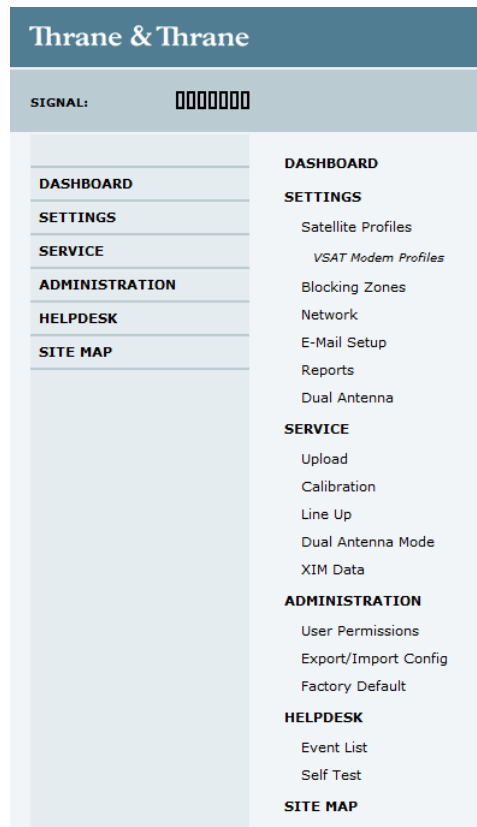 Thrane & Thrane
SIGNAL:
DASHBOARD
SETTINGS
SERVICE
ADMINISTRATION
HELPDESK
SITE MAP
DASHBOARD
SETTINGS
Satellite Profiles
VSAT Modem Profiles
Blocking Zones
Network
E-Mail Setup
Reports
Dual Antenna
SERVICE
Upload
Calibration
Line Up
Dual Antenna Mode
XIM Data
ADMINISTRATION
User Permissions
Export/Import Config
Factory Default
HELPDESK
Event List
Self Test
SITE MAP